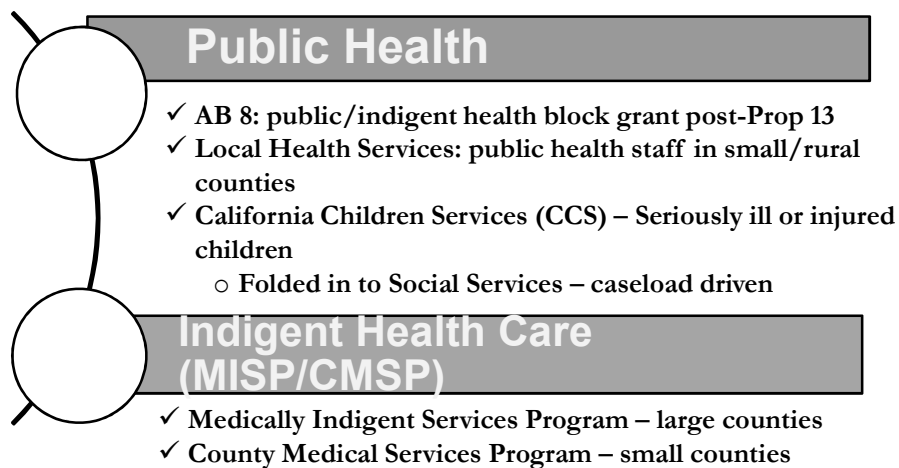 Public Health
✓ AB 8: public/indigent health block grant post-Prop 13
✓ Local Health Services: public health staff in small/rural
counties
✓ California Children Services (CCS) – Seriously ill or injured
children
o Folded in to Social Services – caseload driven
Indigent Health Care
(MISP/CMSP)
✓ Medically Indigent Services Program – large counties
✓ County Medical Services Program – small counties